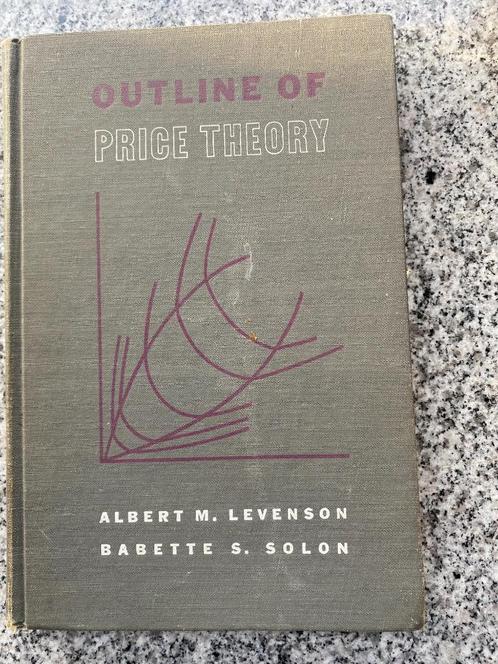 OUTLINE OF
PRICE THEORY
ALBERT M. LEVENSON
BABETTE S. SOLON